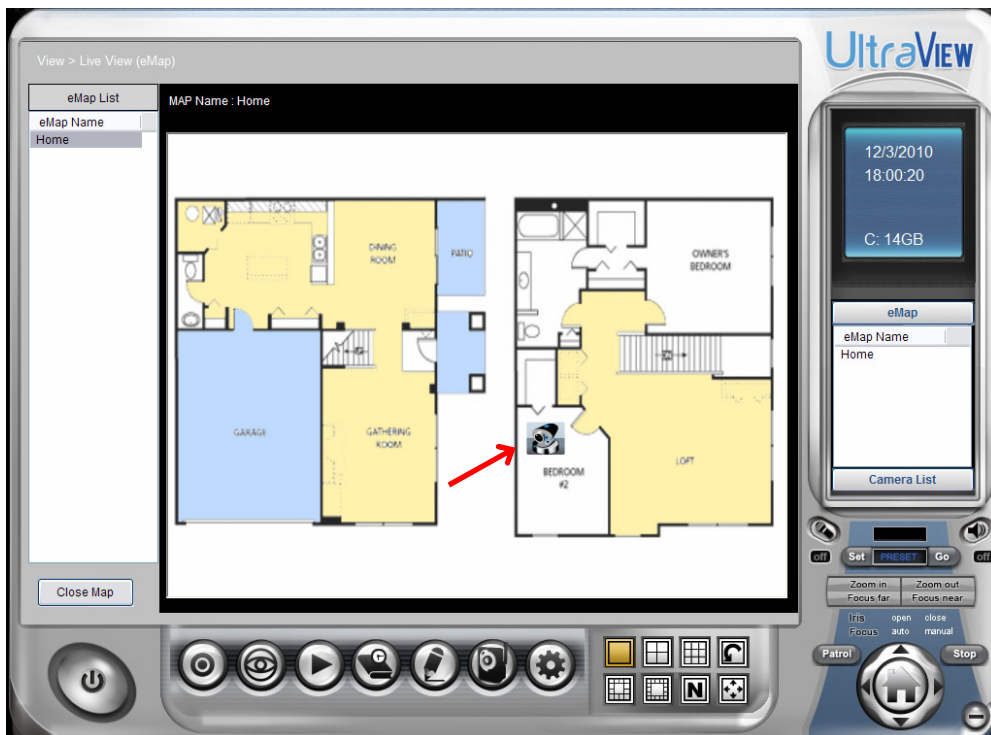 View > Live View (eMap)
UltraVIEW
eMap List
eMap Name
Home
MAP Name : Home
DINING
ROOM
PATIO
OWNER'S
BEDROOM
GARAGE
GATHERING
ROOM
BEDROOM
#2
LOFT
Close Map
12/3/2010
18:00:20
C: 14GB
eMap
eMap Name
Home
Camera List
off
Set PRESET Go
off
Zoom in Zoom out
Focus far Focus near
Iris open close
Focus auto manual
Patrol
Stop
N